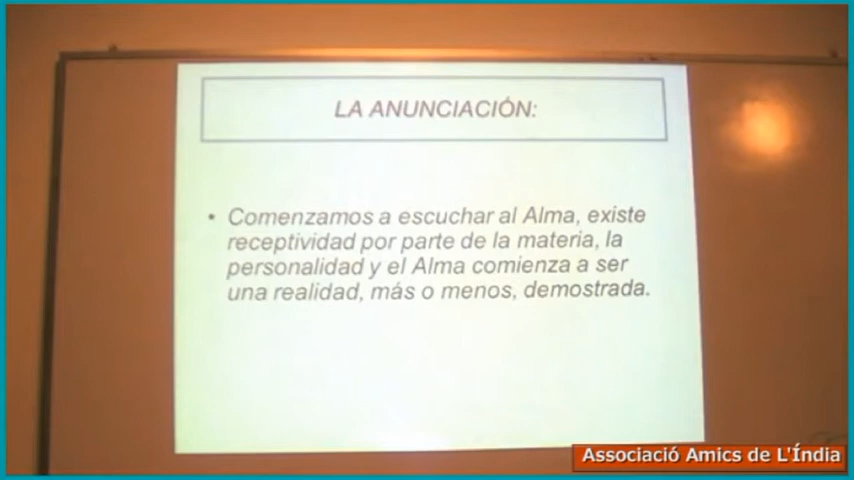 LA ANUNCIACIÓN:
• Comenzamos a escuchar al Alma, existe
receptividad por parte de la materia, la
personalidad y el Alma comienza a ser
una realidad, más o menos, demostrada.
Associació Amics de L'Índia